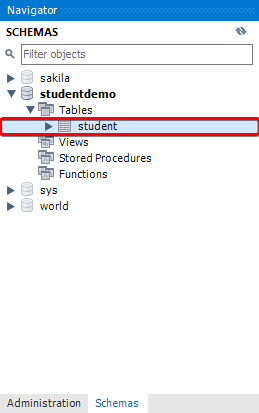 Navigator
SCHEMAS
Filter objects
sakila
studentdemo
Tables
student
Views
Stored Procedures
Functions
sys
world
Administration Schemas